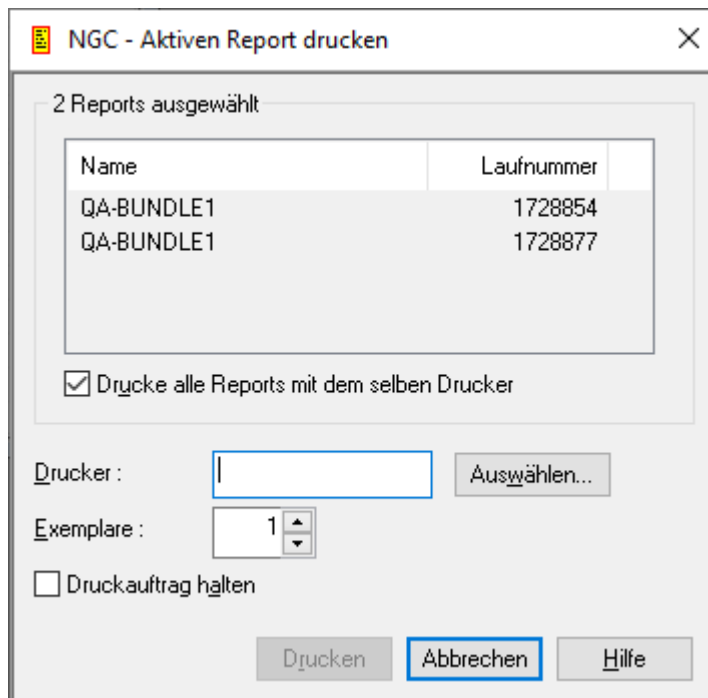 NGC - Aktiven Report drucken
2 Reports ausgewählt
Name Laufnummer
QA-BUNDLE1 1728854
QA-BUNDLE1 1728877
Drucke alle Reports mit dem selben Drucker
Drucker : Auswählen...
Exemplare : 1
Druckauftrag halten
Drucken Abbrechen Hilfe